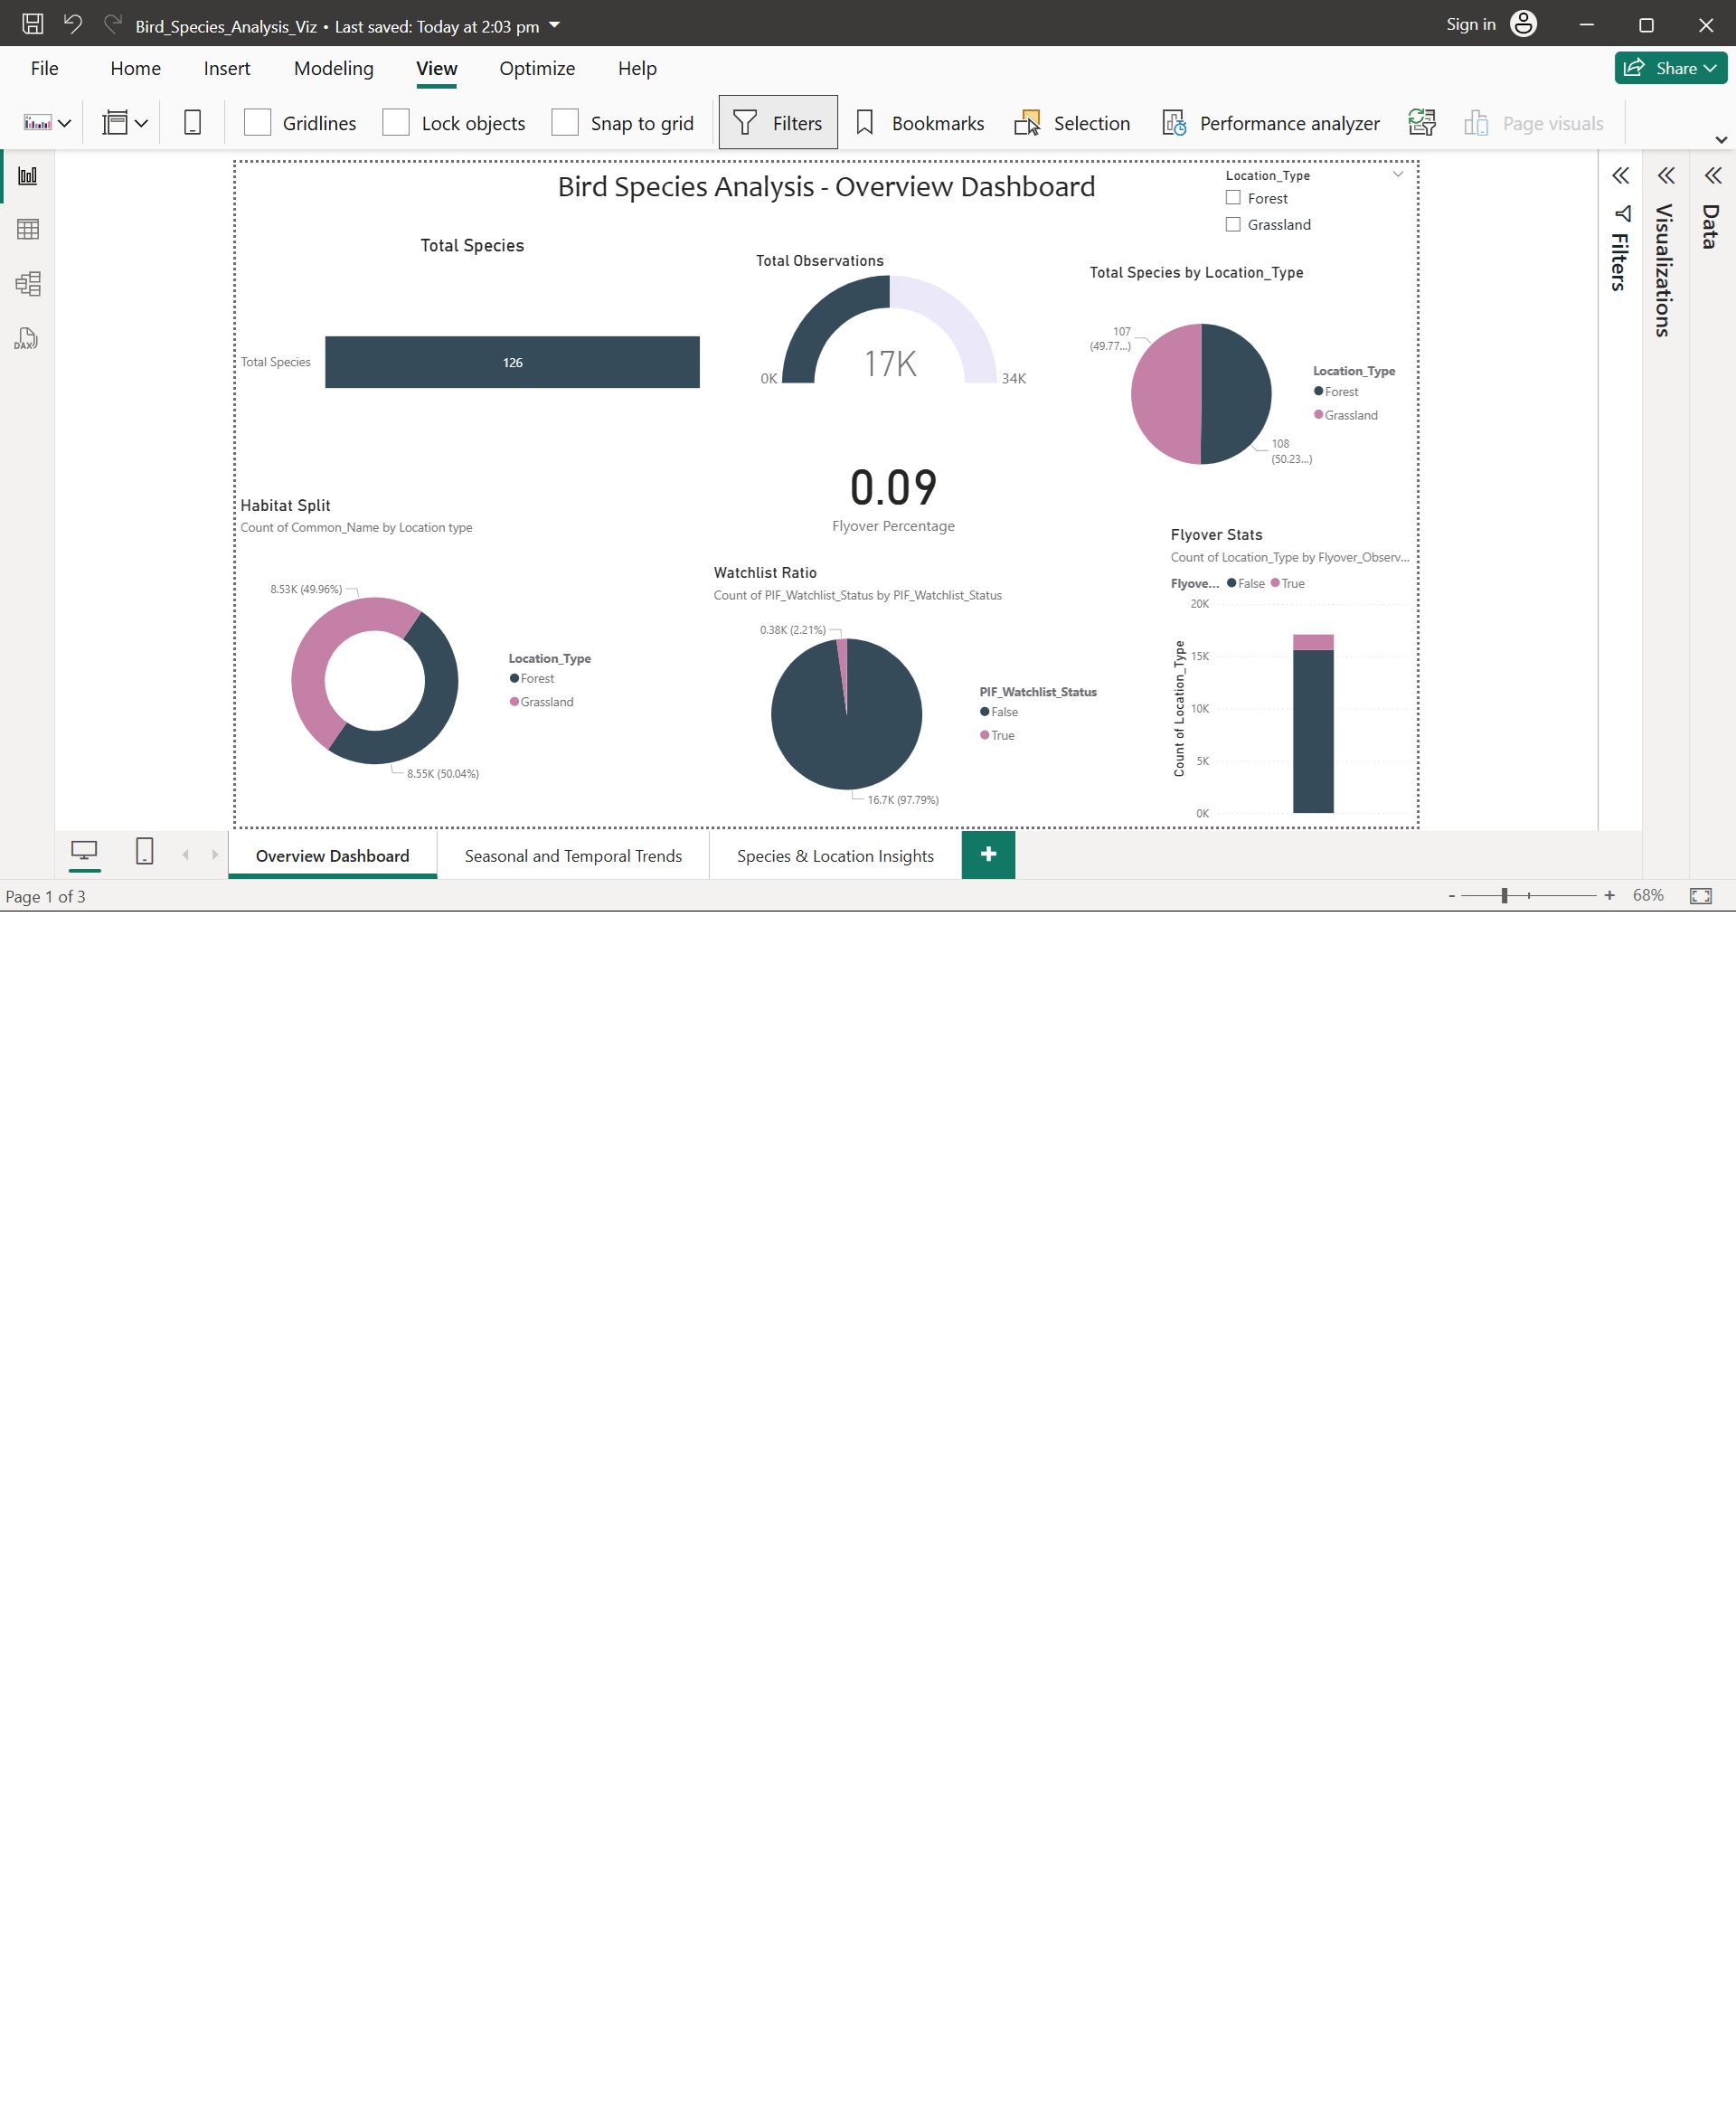 Bird_Species_Analysis_Viz • Last saved: Today at 2:03 pm
Sign in
File Home Insert Modeling View Optimize Help
Share
Gridlines Lock objects Snap to grid Filters Bookmarks Selection Performance analyzer Page visuals
DAX
Bird Species Analysis - Overview Dashboard
Location_Type
Forest
Grassland
Total Species
Total Species
126
Total Observations
17K
0K
34K
Total Species by Location_Type
107
(49.77...)
108
(50.23...)
Location_Type
Forest
Grassland
0.09
Flyover Percentage
Habitat Split
Count of Common_Name by Location type
8.53K (49.96%)
8.55K (50.04%)
Location_Type
Forest
Grassland
Watchlist Ratio
Count of PIF_Watchlist_Status by PIF_Watchlist_Status
0.38K (2.21%)
16.7K (97.79%)
PIF_Watchlist_Status
False
True
Flyover Stats
Count of Location_Type by Flyover_Observ...
Flyove... False True
Count of Location_Type
20K
15K
10K
5K
0K
Filters
Visualizations
Data
Overview Dashboard Seasonal and Temporal Trends Species & Location Insights +
Page 1 of 3
- + 68%